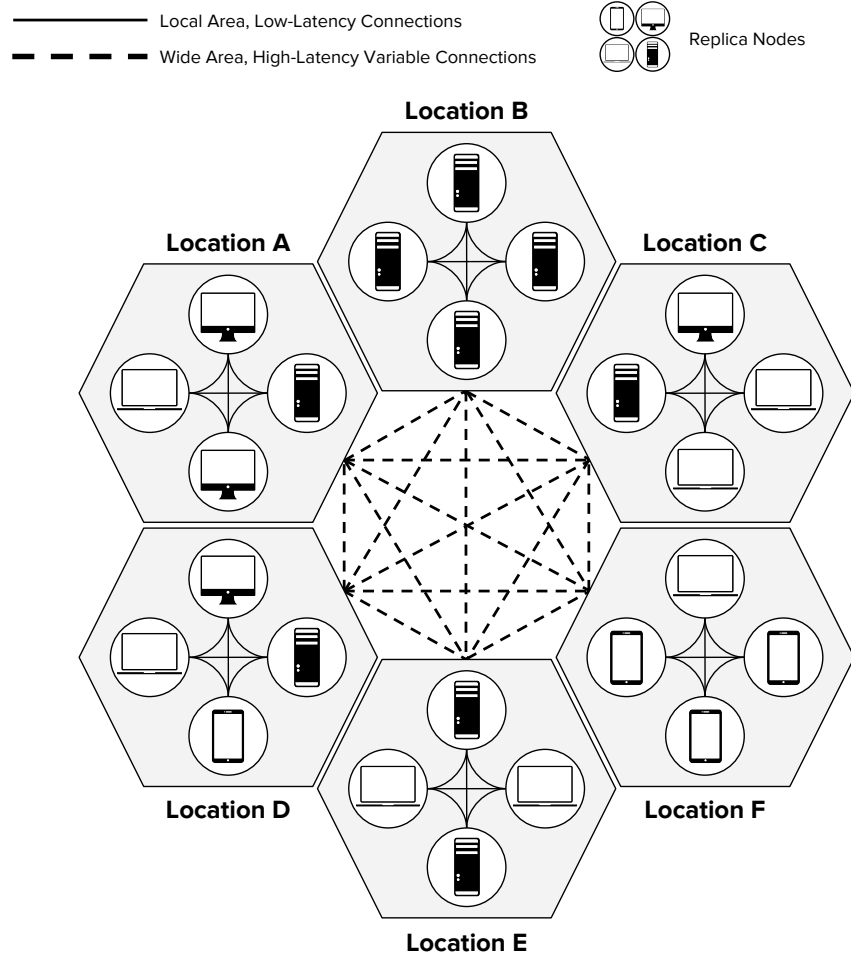 Local Area, Low-Latency Connections
Wide Area, High-Latency Variable Connections
Replica Nodes
Location B
Location A
Location C
Location D
Location F
Location E